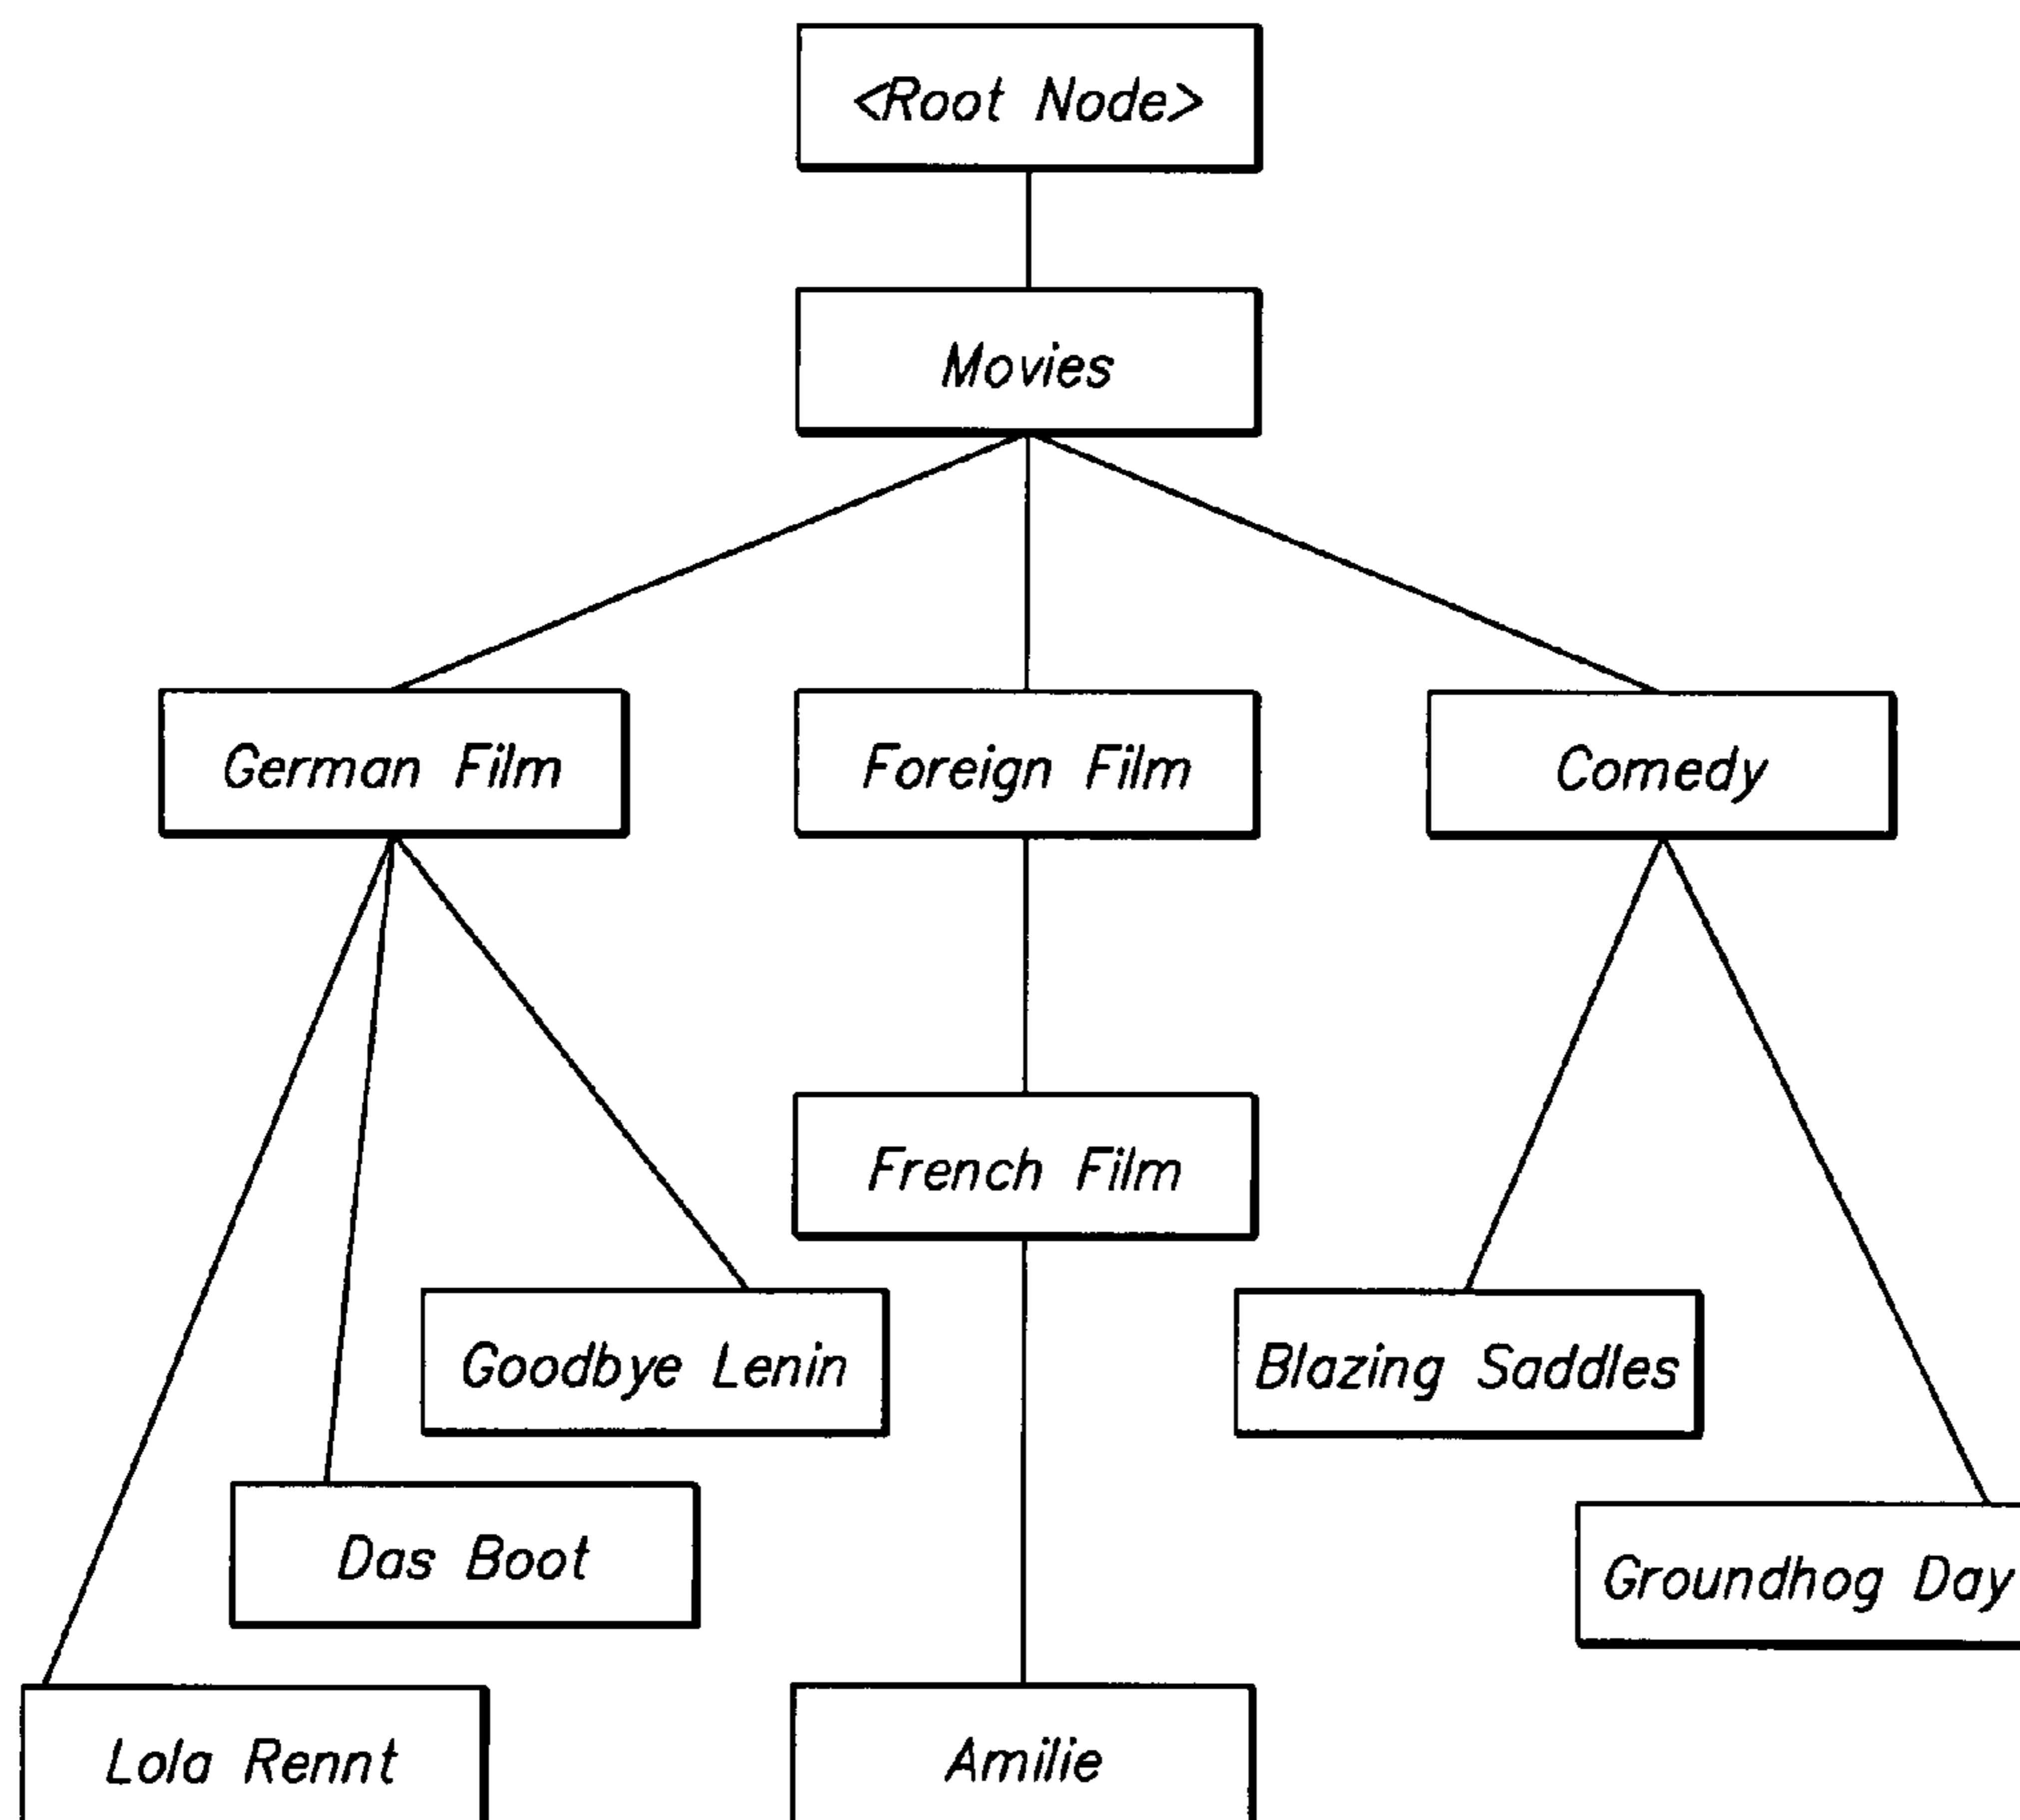 <Root Node>
Movies
German Film
Foreign Film
Comedy
French Film
Goodbye Lenin
Blazing Saddles
Das Boot
Groundhog Day
Lola Rennt
Amilie